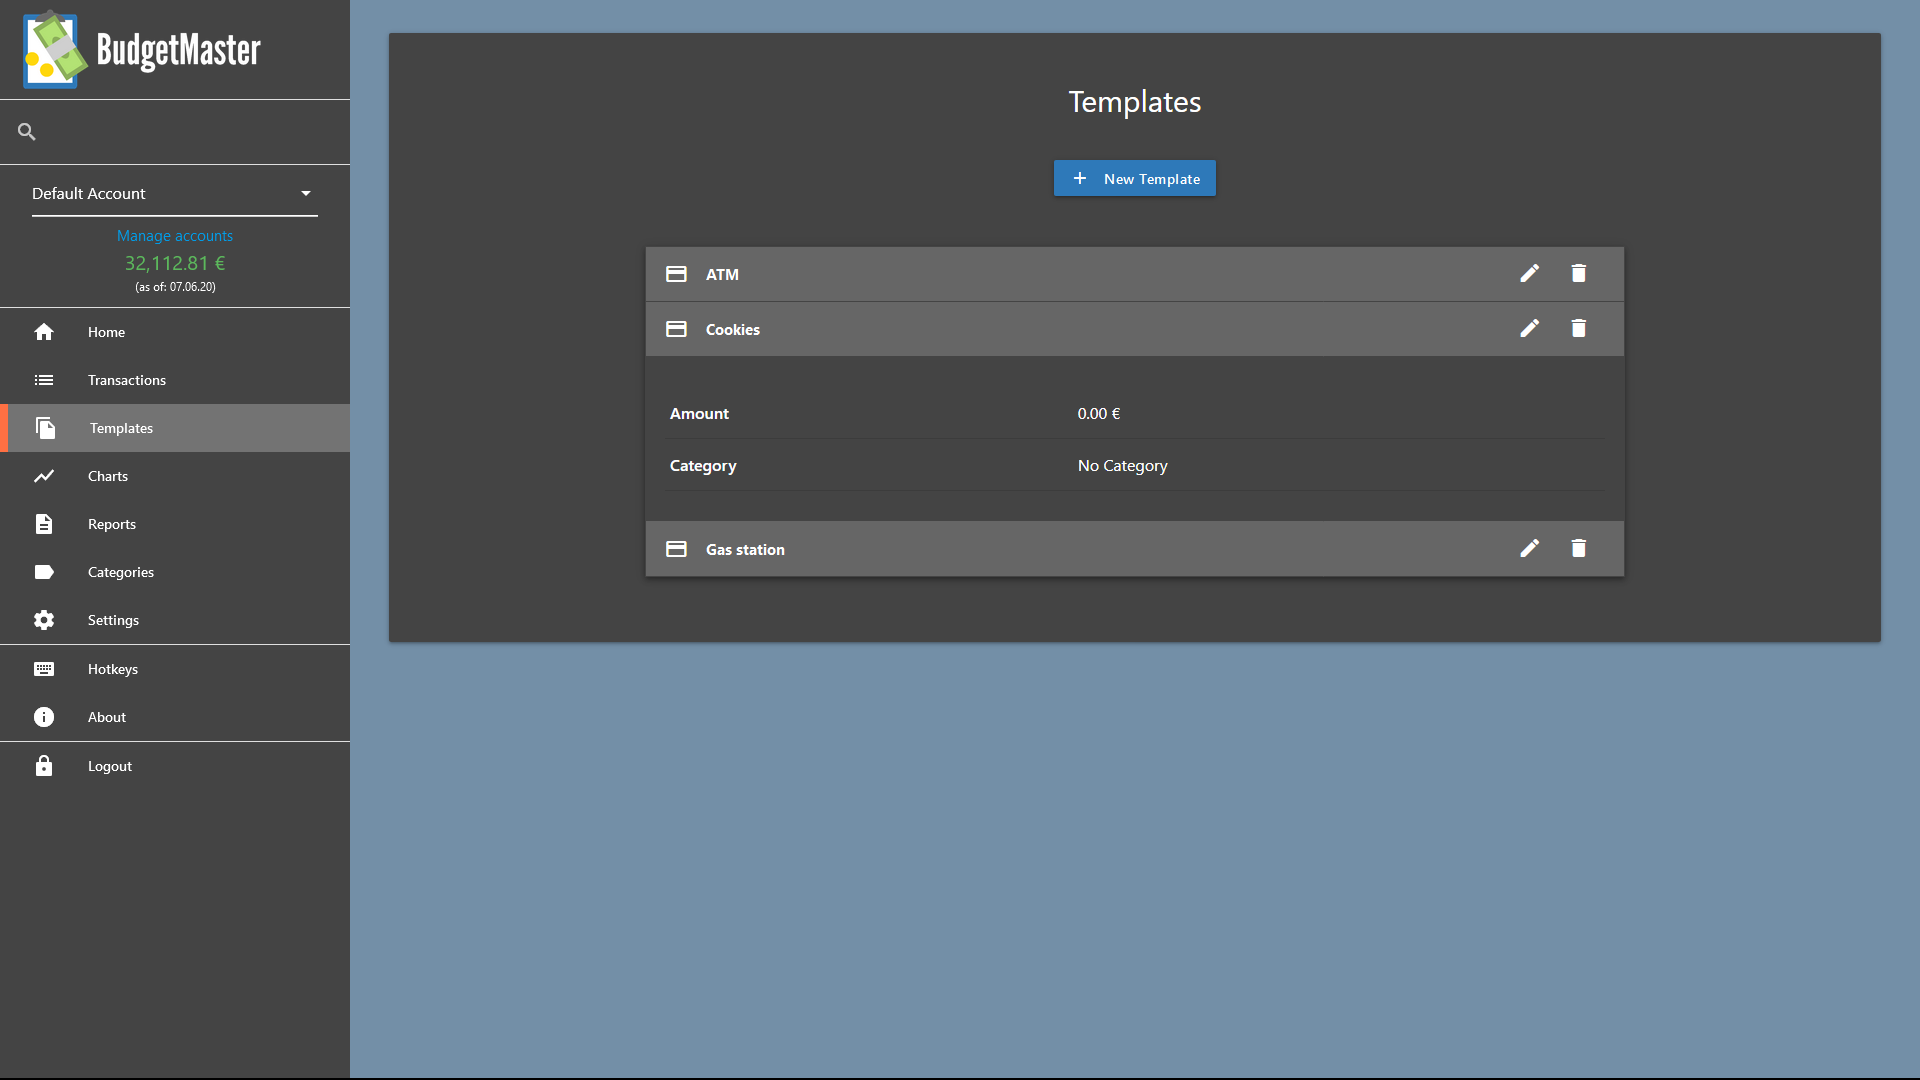 BudgetMaster
Default Account
Manage accounts
32,112.81 €
(as of: 07.06.20)
Home
Transactions
Templates
Charts
Reports
Categories
Settings
Hotkeys
About
Logout
Templates
New Template
ATM
Cookies
Amount 0.00 €
Category No Category
Gas station